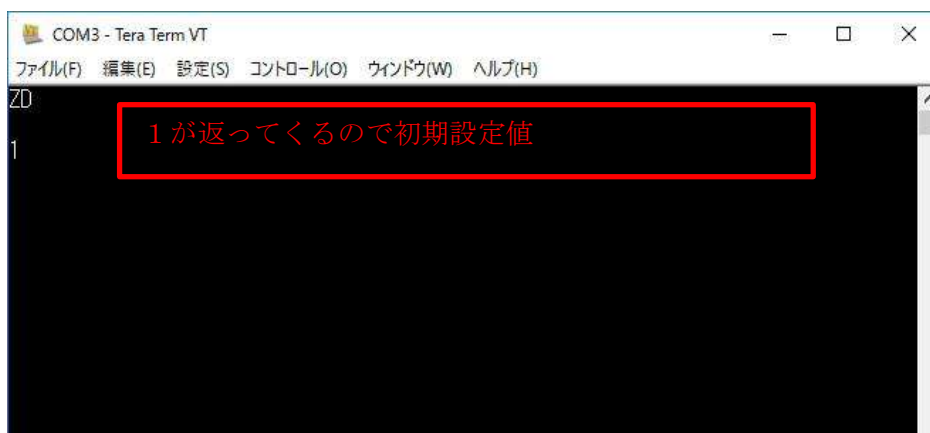 COM3 - Tera Term VT
ファイル(F) 編集(E) 設定(S) コントロール(O) ウインドウ(W) ヘルプ(H)
ZD
１が返ってくるので初期設定値
1